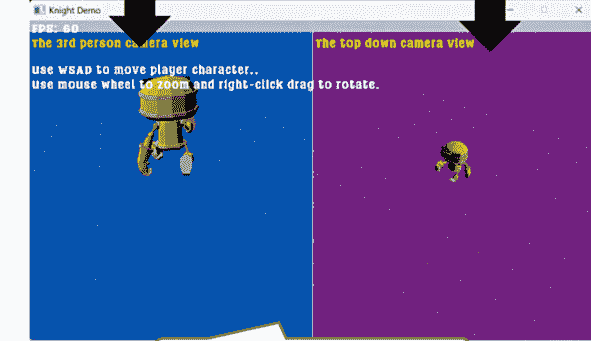 Knight Demo
FPS: 60
The 3rd person camera view
The top down camera view
Use WSAD to move player character..
Use mouse wheel to zoom and right-click drag to rotate.